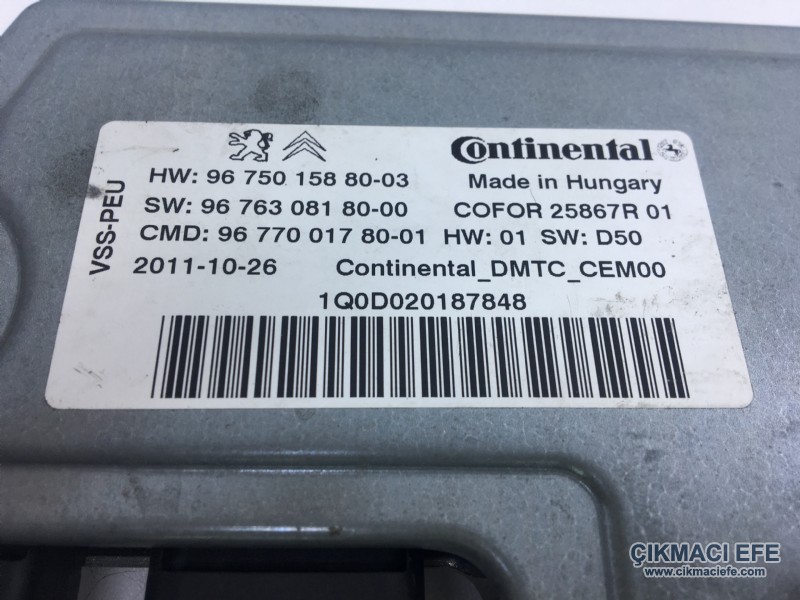 Continental
HW: 96 750 158 80-03 Made in Hungary
SW: 96 763 081 80-00 COFOR 25867R 01
CMD: 96 770 017 80-01 HW: 01 SW: D50
2011-10-26 Continental_DMTC_CEM00
1Q0D020187848
VSS-PEU
ÇIKMACI EFE
www.cikmaciefe.com